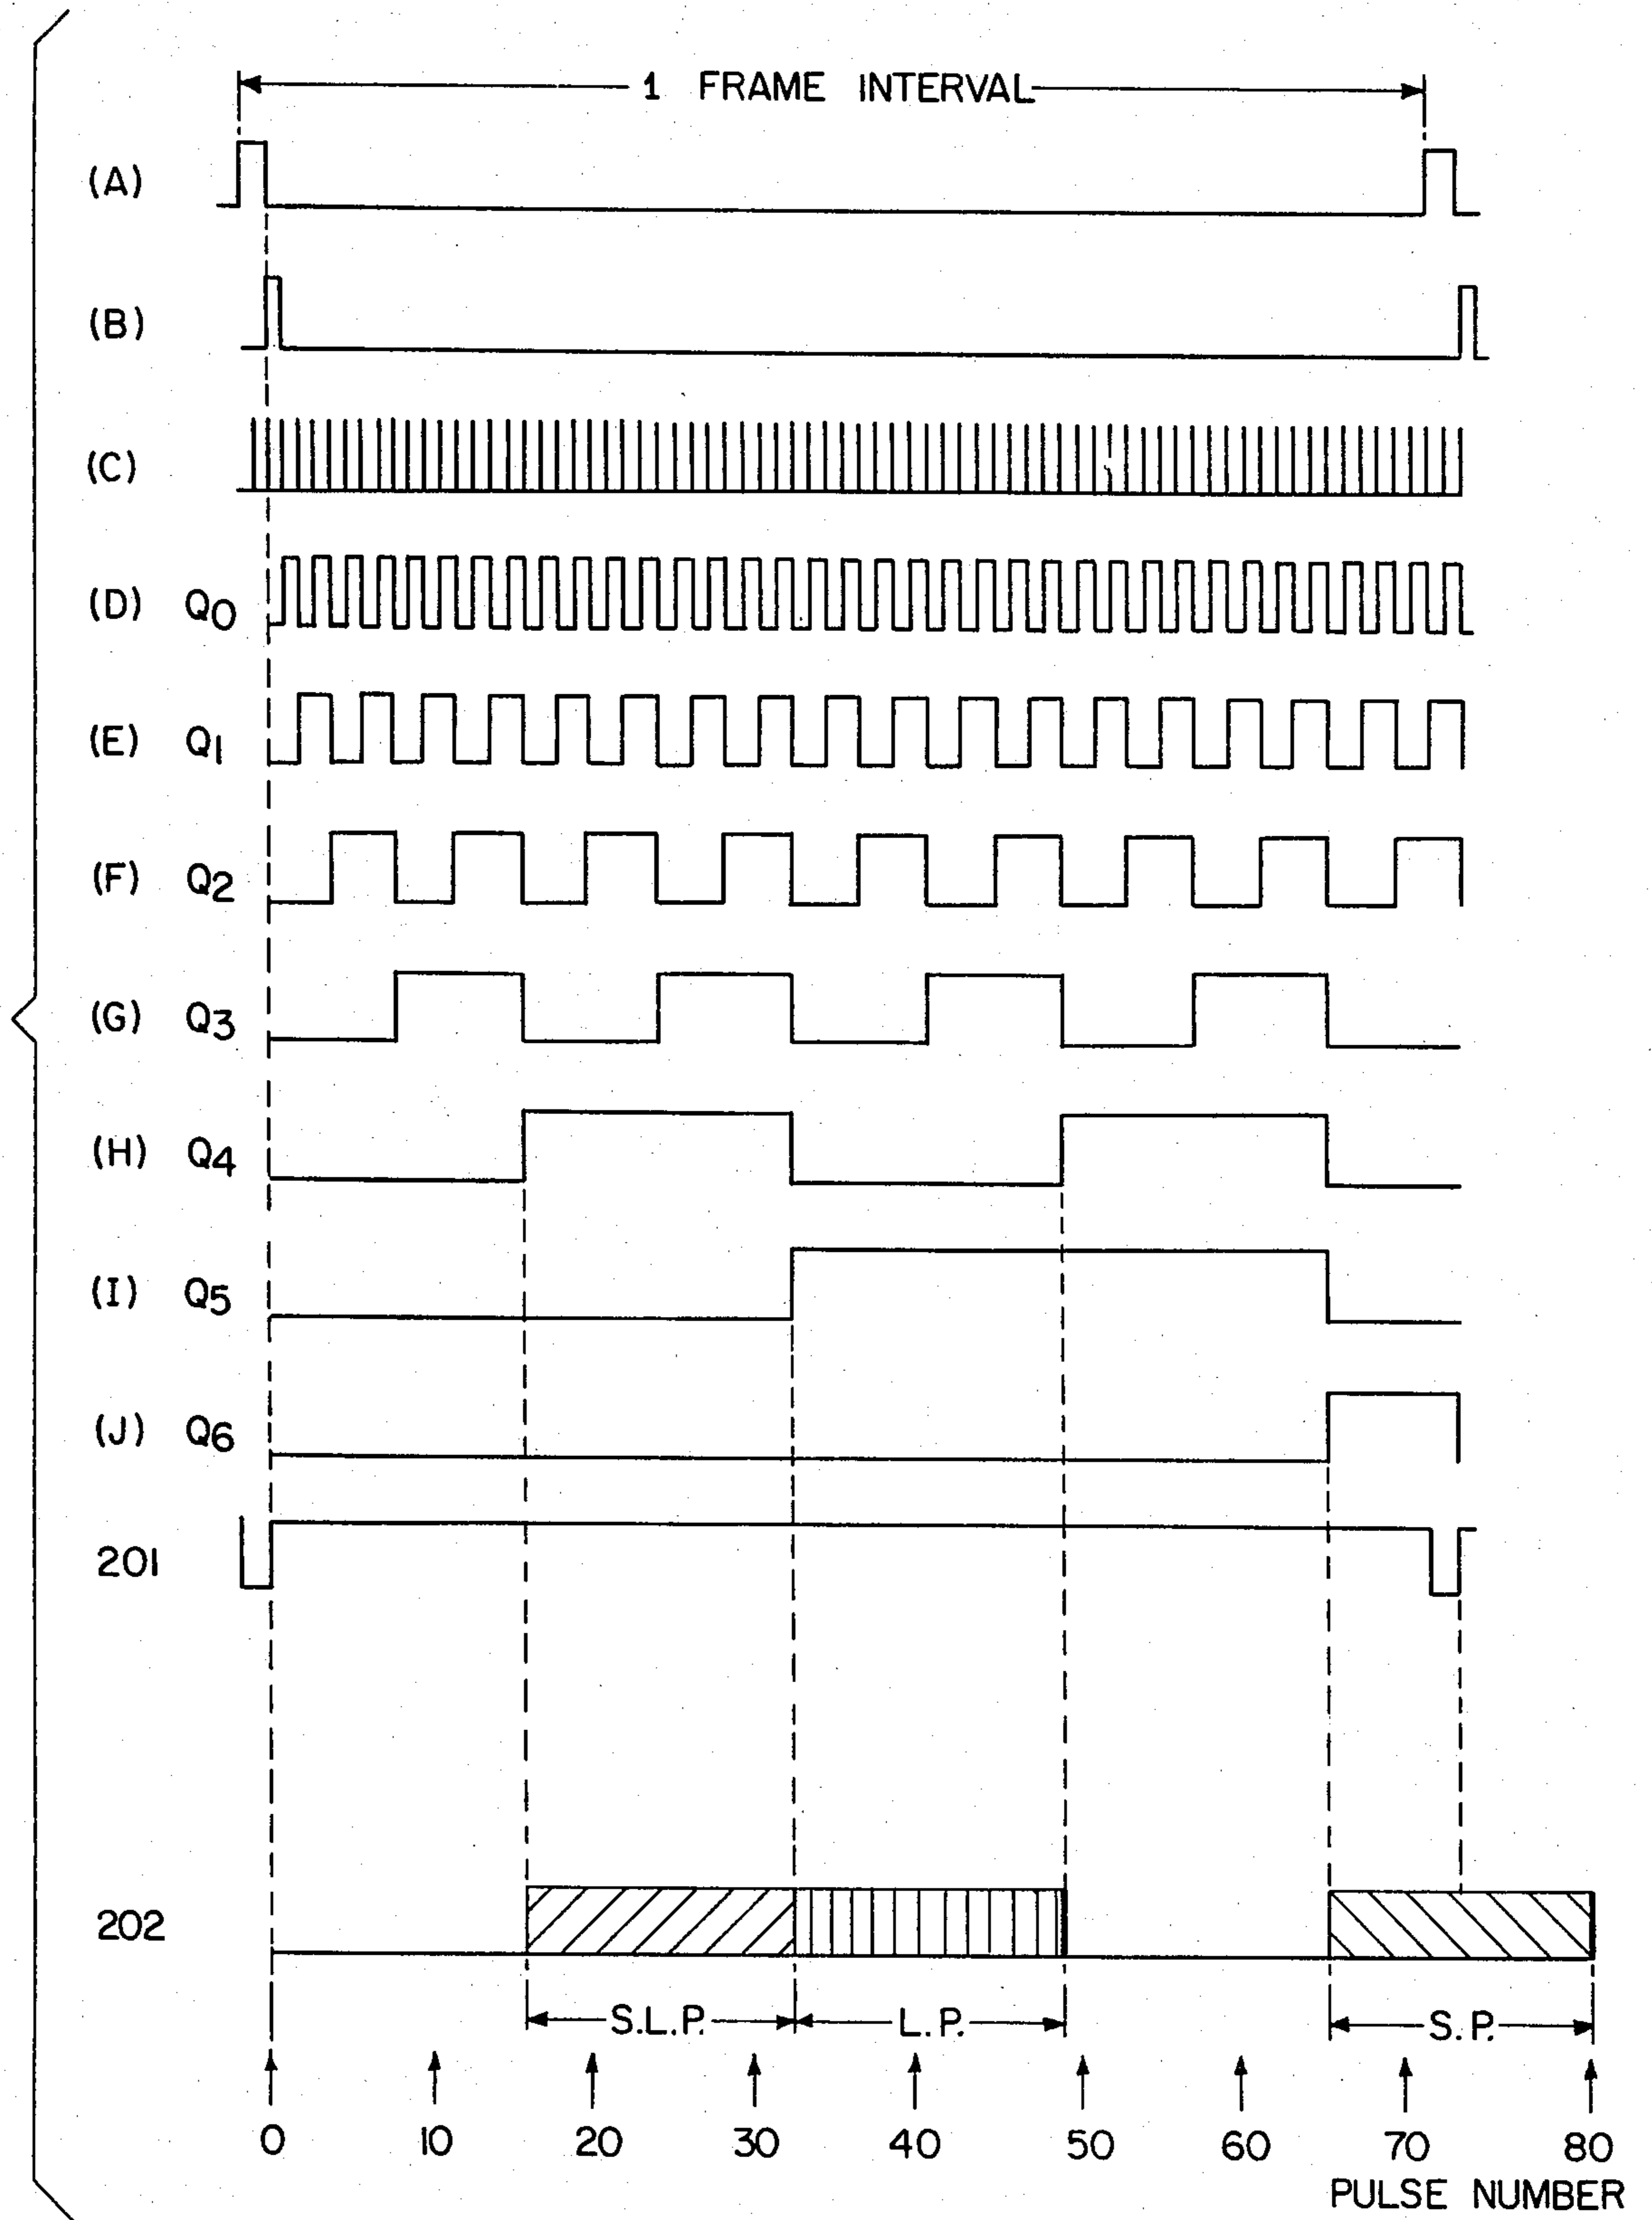 1 FRAME INTERVAL
(A)
(B)
(C)
(D) Q0
(E) Q1
(F) Q2
(G) Q3
(H) Q4
(I) Q5
(J) Q6
201
202
S.L.P. L.P. S.P.
0 10 20 30 40 50 60 70 80
PULSE NUMBER